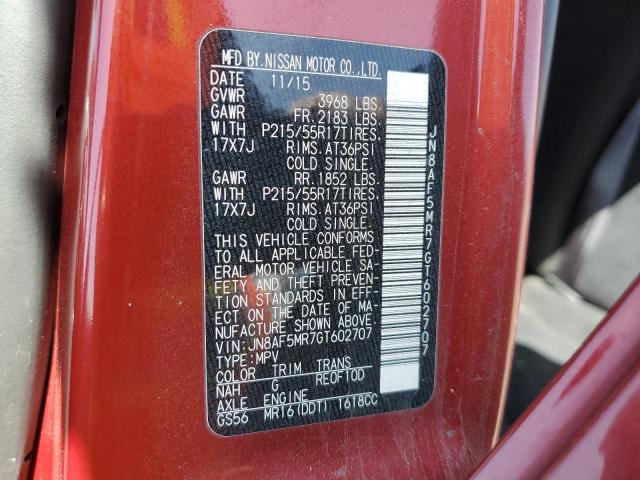 MFD BY.NISSAN MOTOR CO.,LTD.
DATE 11/15
GVWR 3968 LBS.
GAWR FR.2183 LBS.
WITH P215/55R17TIRES,
17X7J RIMS.AT36PSI
COLD SINGLE.
GAWR RR.1852 LBS.
WITH P215/55R17TIRES,
17X7J RIMS.AT36PSI
COLD SINGLE.
THIS VEHICLE CONFORMS
TO ALL APPLICABLE FED-
ERAL MOTOR VEHICLE SA-
FETY AND THEFT PREVEN-
TION STANDARDS IN EFF-
ECT ON THE DATE OF MA-
NUFACTURE SHOWN ABOVE.
VIN:JN8AF5MR7GT602707
TYPE:MPV
COLOR TRIM TRANS
NAH G RE0F10D
AXLE ENGINE
GS56 MR16(DDT) 1618CC
JN8AF5MR7GT602707